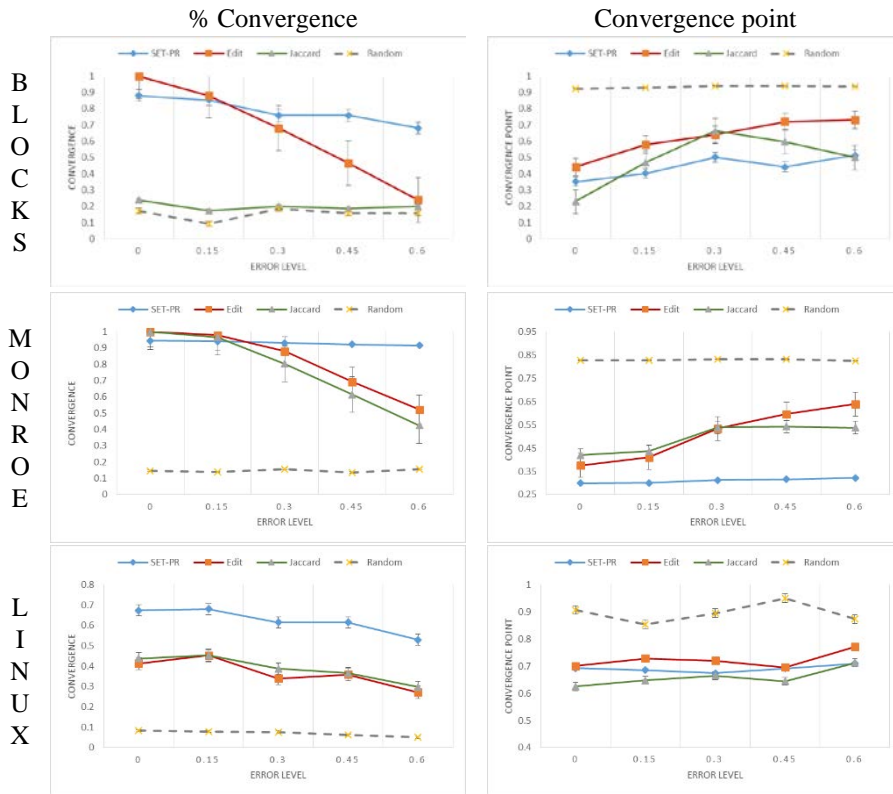 % Convergence
Convergence point
B
L
O
C
K
S
SET-PR Edit Jaccard Random
CONVERGENCE
1
0.9
0.8
0.7
0.6
0.5
0.4
0.3
0.2
0.1
0
0 0.15 0.3 0.45 0.6
ERROR LEVEL
SET-PR Edit Jaccard Random
CONVERGENCE POINT
1
0.9
0.8
0.7
0.6
0.5
0.4
0.3
0.2
0.1
0
0 0.15 0.3 0.45 0.6
ERROR LEVEL
M
O
N
R
O
E
SET-PR Edit Jaccard Random
CONVERGENCE
1
0.9
0.8
0.7
0.6
0.5
0.4
0.3
0.2
0.1
0
0 0.15 0.3 0.45 0.6
ERROR LEVEL
SET-PR Edit Jaccard Random
CONVERGENCE POINT
0.95
0.85
0.75
0.65
0.55
0.45
0.35
0.25
0 0.15 0.3 0.45 0.6
ERROR LEVEL
L
I
N
U
X
SET-PR Edit Jaccard Random
CONVERGENCE
0.8
0.7
0.6
0.5
0.4
0.3
0.2
0.1
0
0 0.15 0.3 0.45 0.6
ERROR LEVEL
SET-PR Edit Jaccard Random
CONVERGENCE POINT
1
0.9
0.8
0.7
0.6
0.5
0.4
0 0.15 0.3 0.45 0.6
ERROR LEVEL